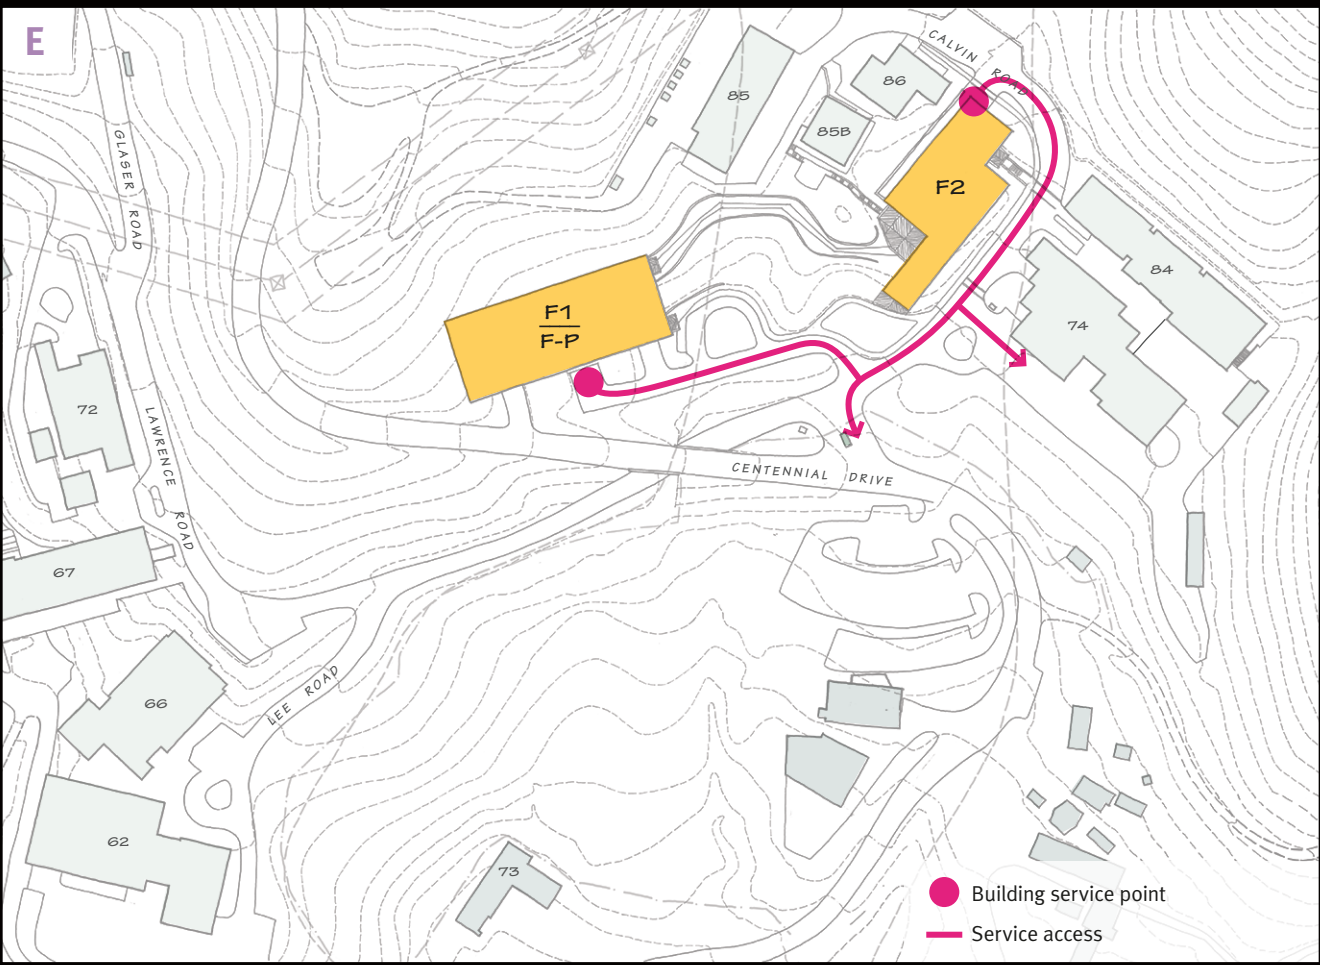 E
CALVIN ROAD
86
85
85B
GLASER ROAD
F2
84
F1
F-P
74
72
LAWRENCE ROAD
CENTENNIAL DRIVE
67
66
LEE ROAD
62
73
Building service point
Service access